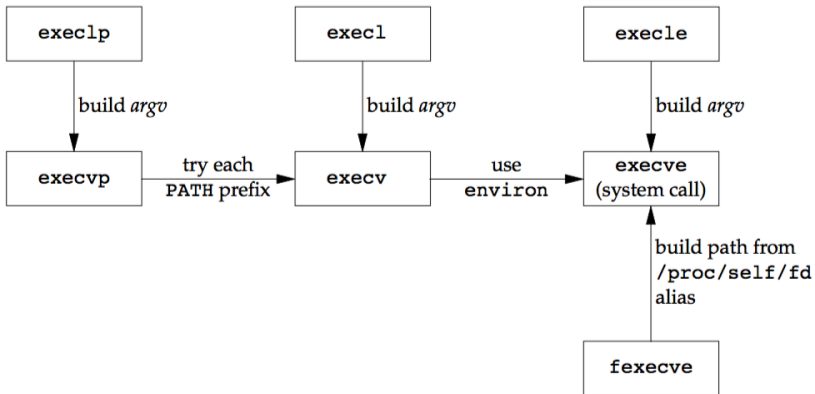 execlp
execl
execle
build argv
build argv
build argv
execvp
try each
PATH prefix
execv
use
environ
execve
(system call)
build path from
/proc/self/fd
alias
fexecve